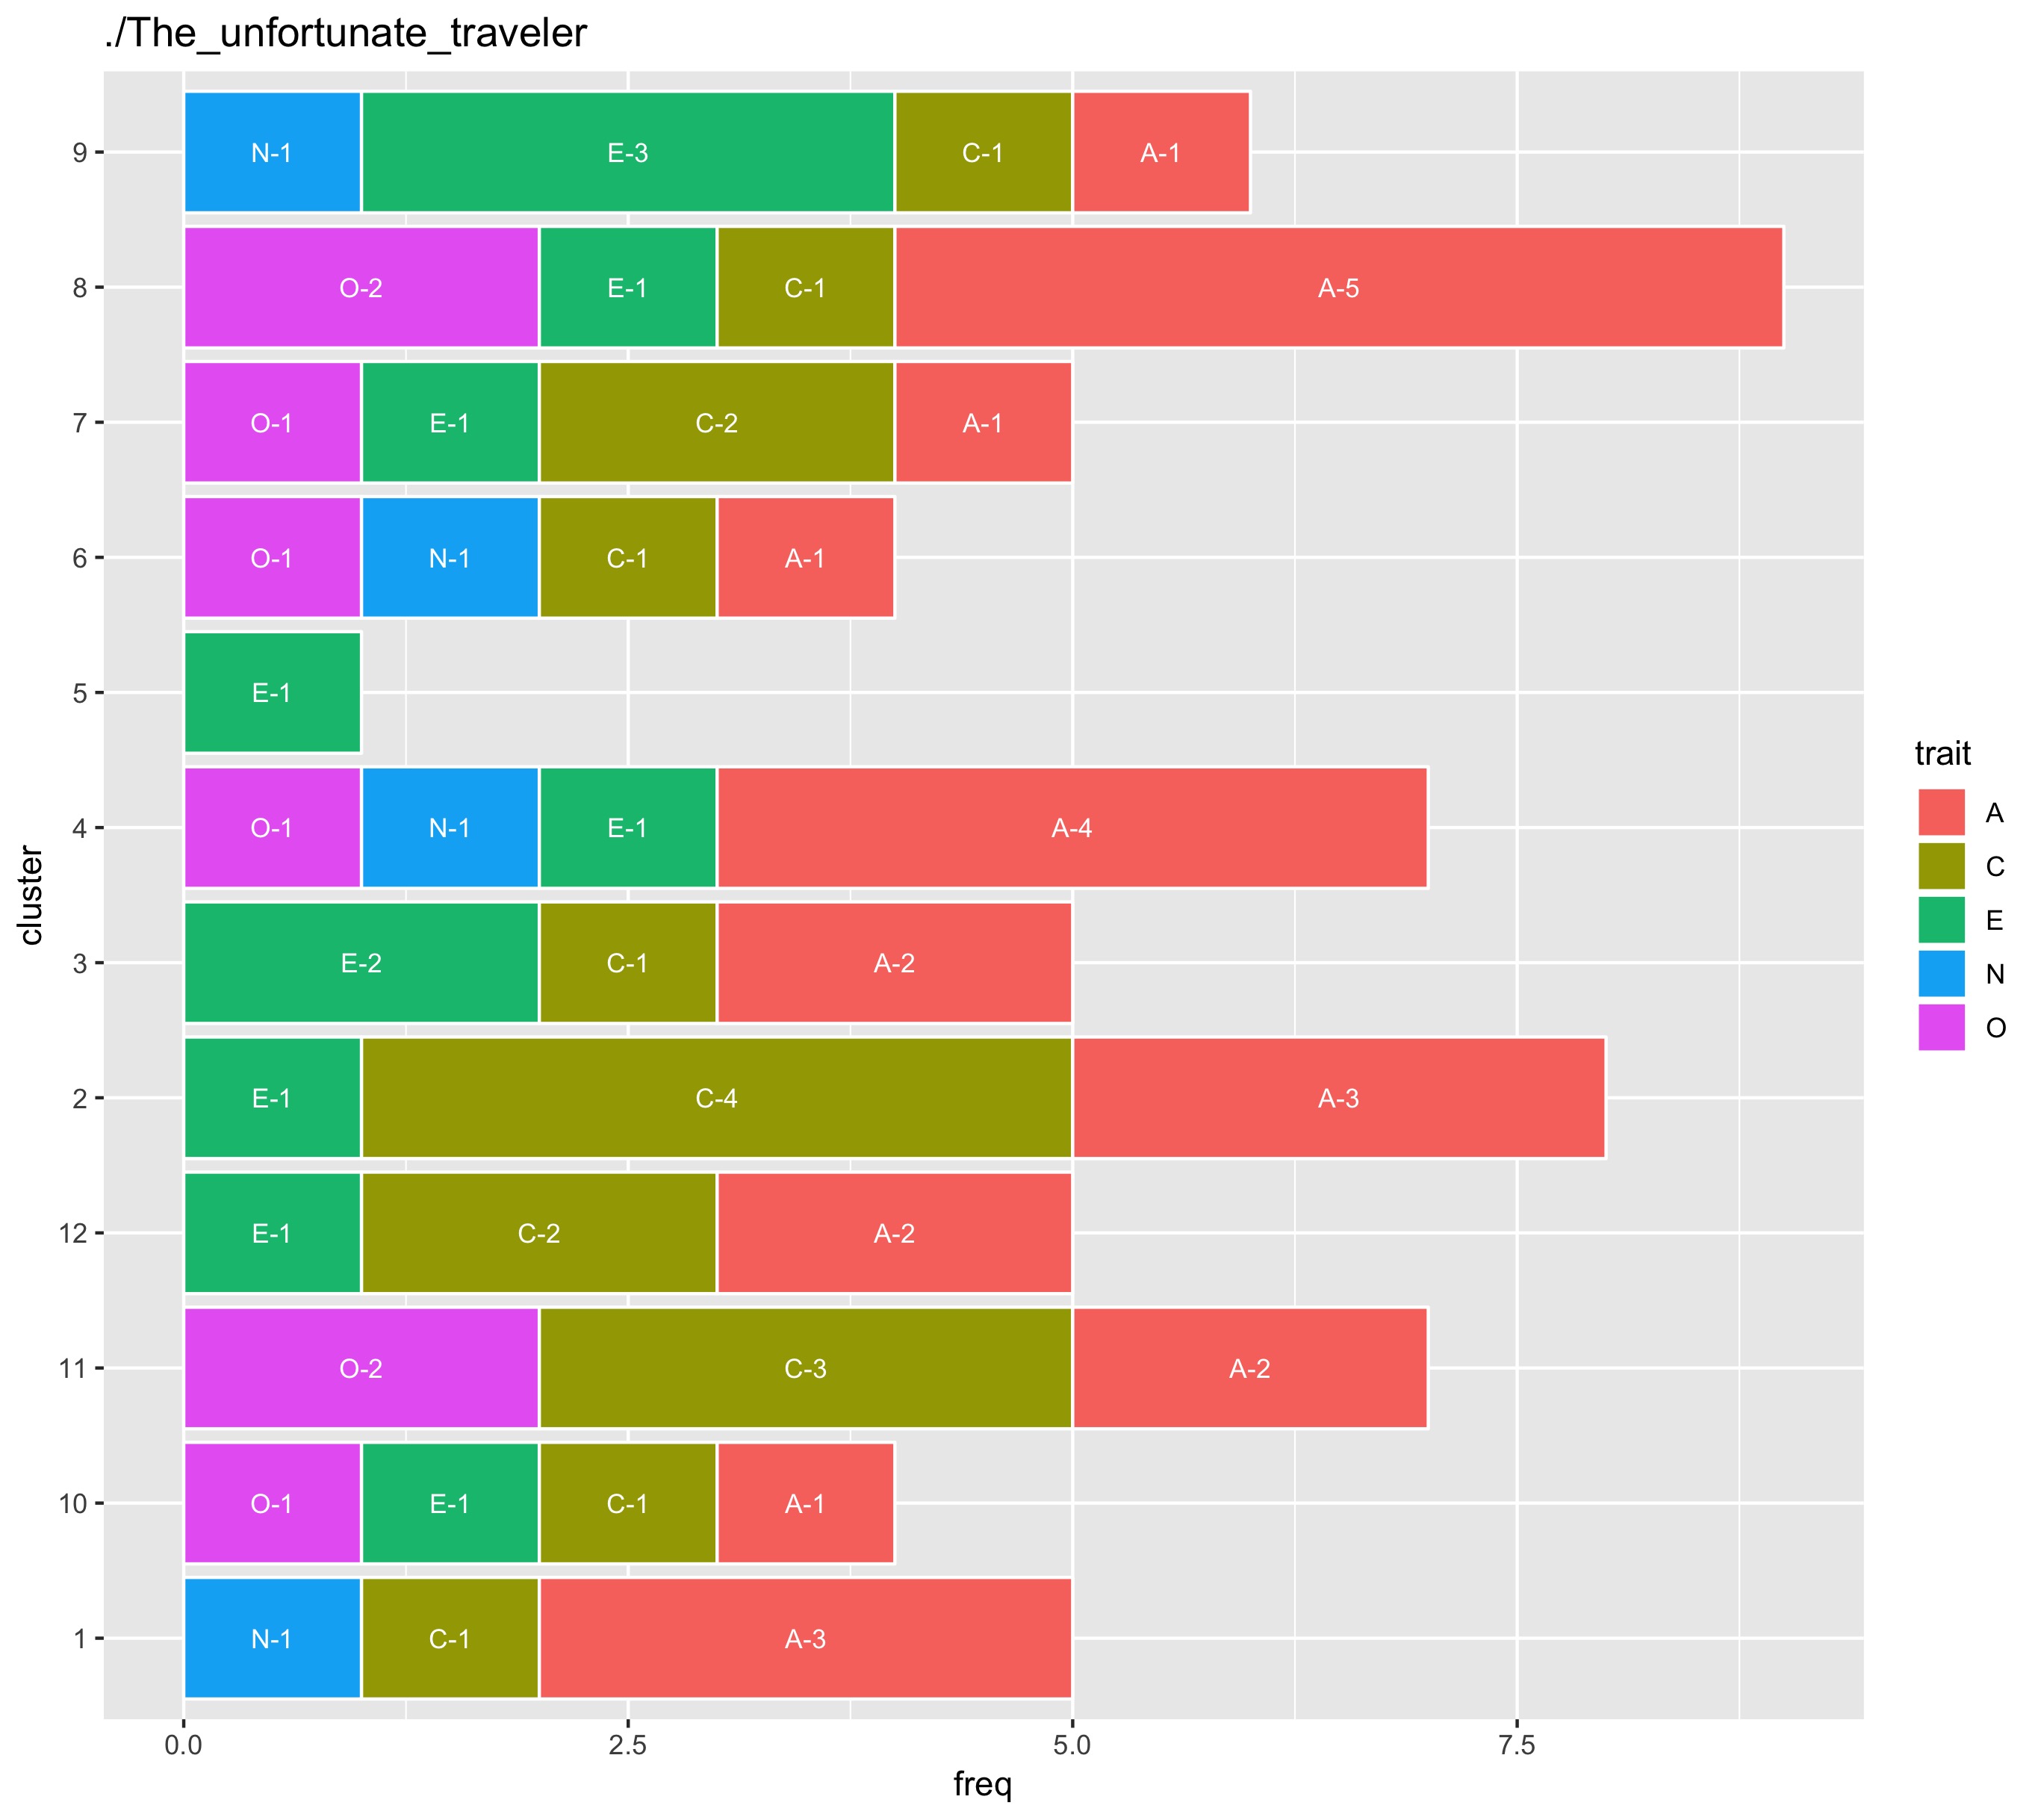 ./The_unfortunate_traveler
9 N-1 E-3 C-1 A-1
8 O-2 E-1 C-1 A-5
7 O-1 E-1 C-2 A-1
6 O-1 N-1 C-1 A-1
5 E-1
4 O-1 N-1 E-1 A-4
3 E-2 C-1 A-2
2 E-1 C-4 A-3
12 E-1 C-2 A-2
11 O-2 C-3 A-2
10 O-1 E-1 C-1 A-1
1 N-1 C-1 A-3
cluster
0.0 2.5 5.0 7.5
freq
trait
A
C
E
N
O